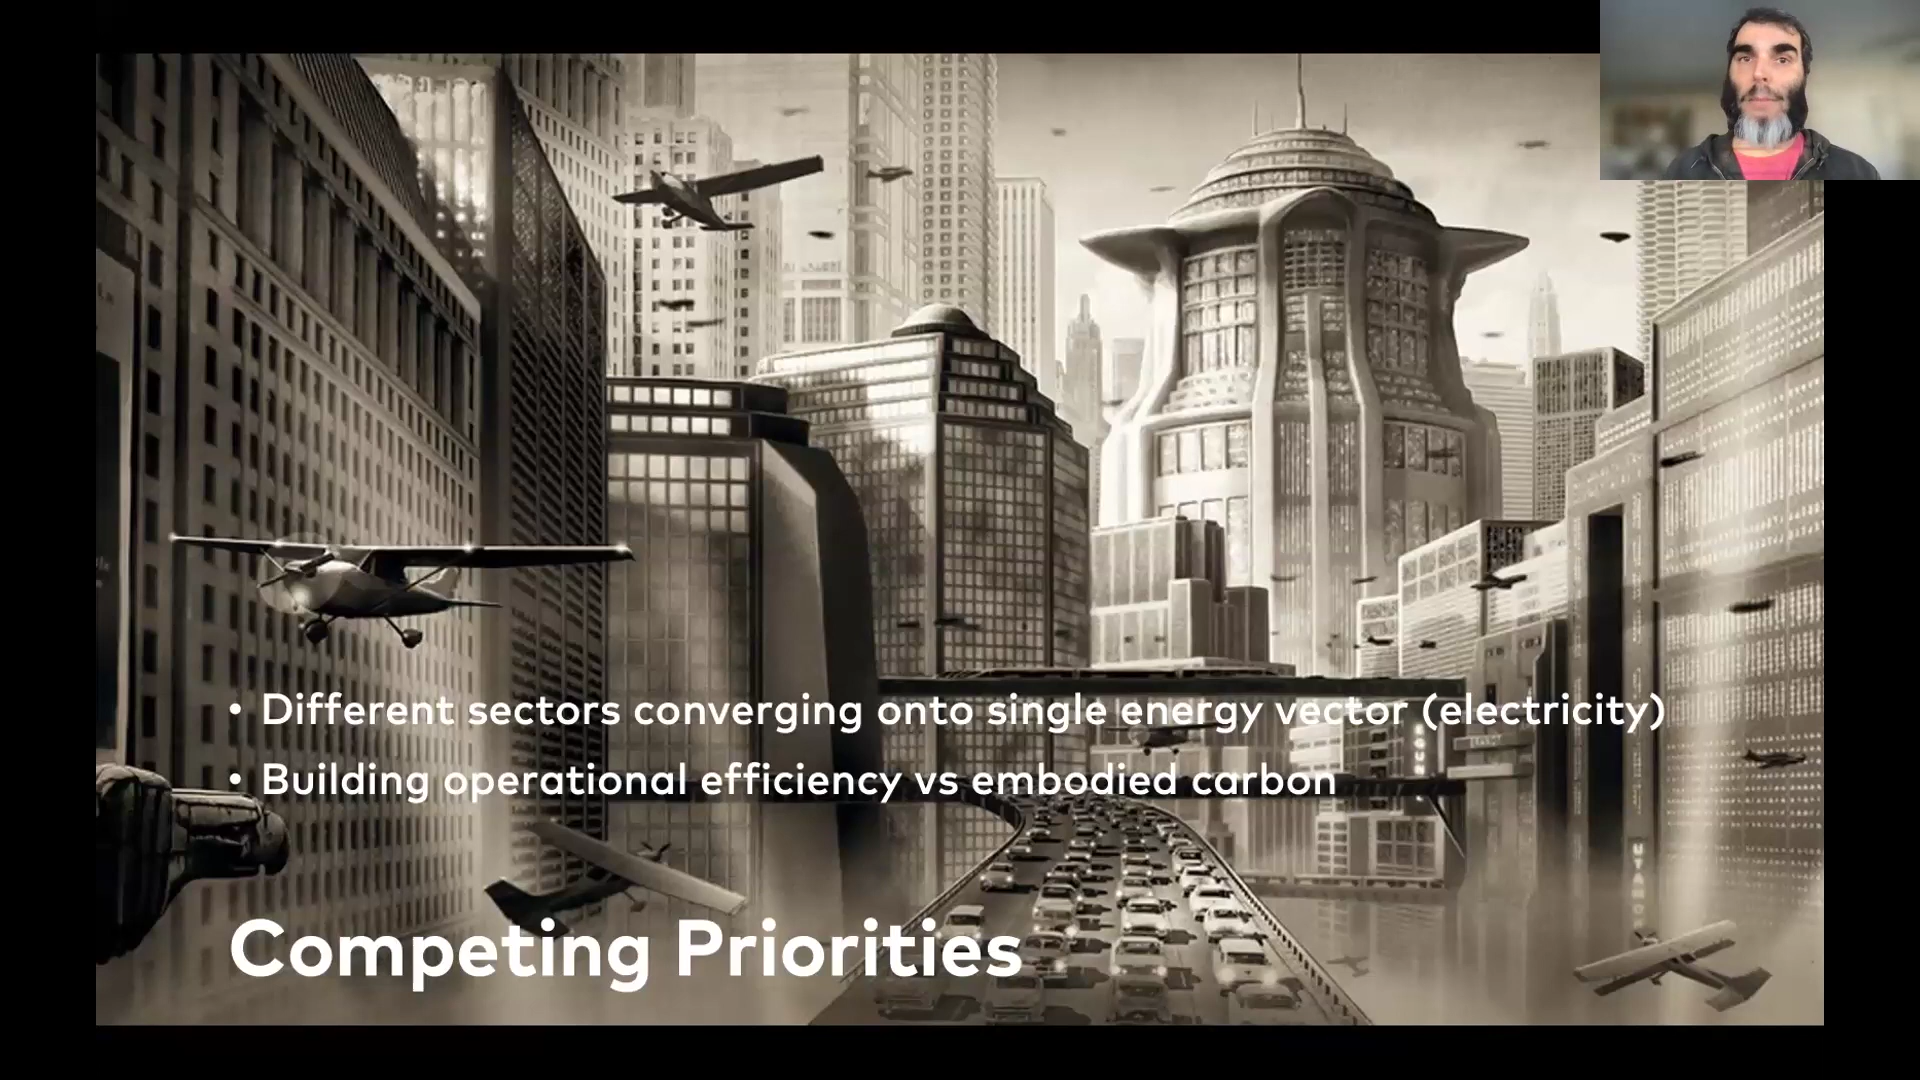 • Different sectors converging onto single energy vector (electricity)
• Building operational efficiency vs embodied carbon
Competing Priorities